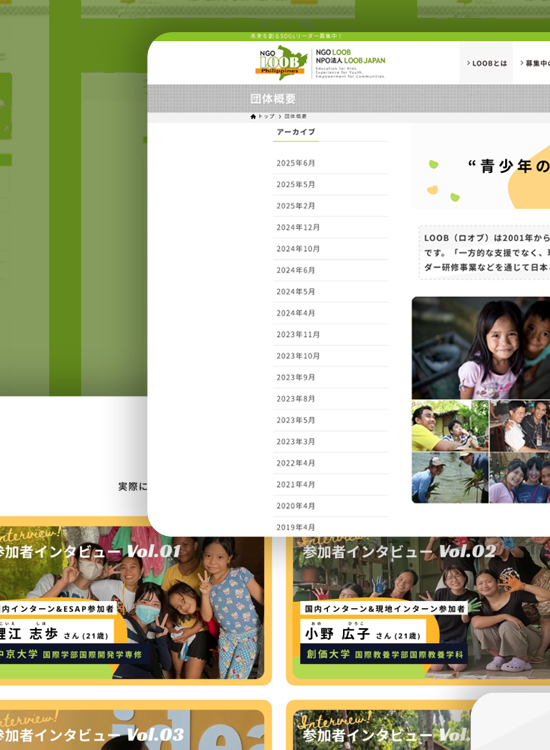 未来を創るSDGsリーダー募集中！
NGO
LOOB
Philippines
NGO LOOB
NPO法人 LOOB JAPAN
Education for Kids.
Experience for Youth.
Empowerment for Communities.
LOOBとは
団体概要
トップ
団体概要
アーカイブ
2025年6月
2025年5月
2025年2月
2024年12月
2024年10月
2024年6月
2024年5月
2024年4月
2023年11月
2023年10月
2023年9月
2023年8月
2023年5月
2023年3月
2022年4月
2021年4月
2020年4月
2019年4月
“青少年の
LOOB（ロオブ）は2001年から
です。「一方的な支援でなく、
ダー研修事業などを通じて日本
実際に
Interview!
参加者インタビュー Vol.01
内インターン&ESAP参加者
江 志歩 さん (21歳)
中京大学 国際学部国際開発学専修
参加者インタビュー Vol.02
国内インターン&現地インターン参加者
おの ひろこ
小野 広子 さん (21歳)
創価大学 国際教養学部国際教養学科
Interview!
参加者インタビュー Vol.03
Interview!
参加者インタビュー Vol.